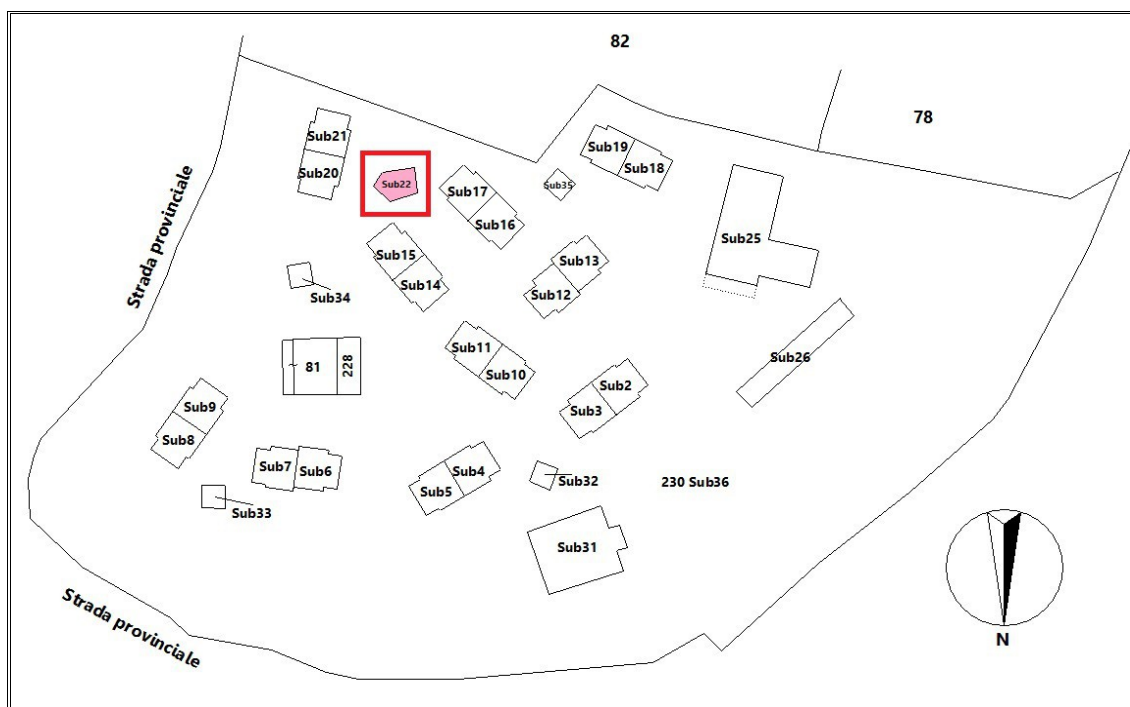 82
78
Sub21
Sub20
Sub22
Sub17
Sub16
Sub35
Sub19
Sub18
Sub25
Strada provinciale
Sub15
Sub14
Sub13
Sub12
Sub34
Sub26
81
228
Sub11
Sub10
Sub2
Sub3
Sub9
Sub8
Sub7
Sub6
Sub4
Sub5
Sub32
230 Sub36
Sub33
Sub31
Strada provinciale
N